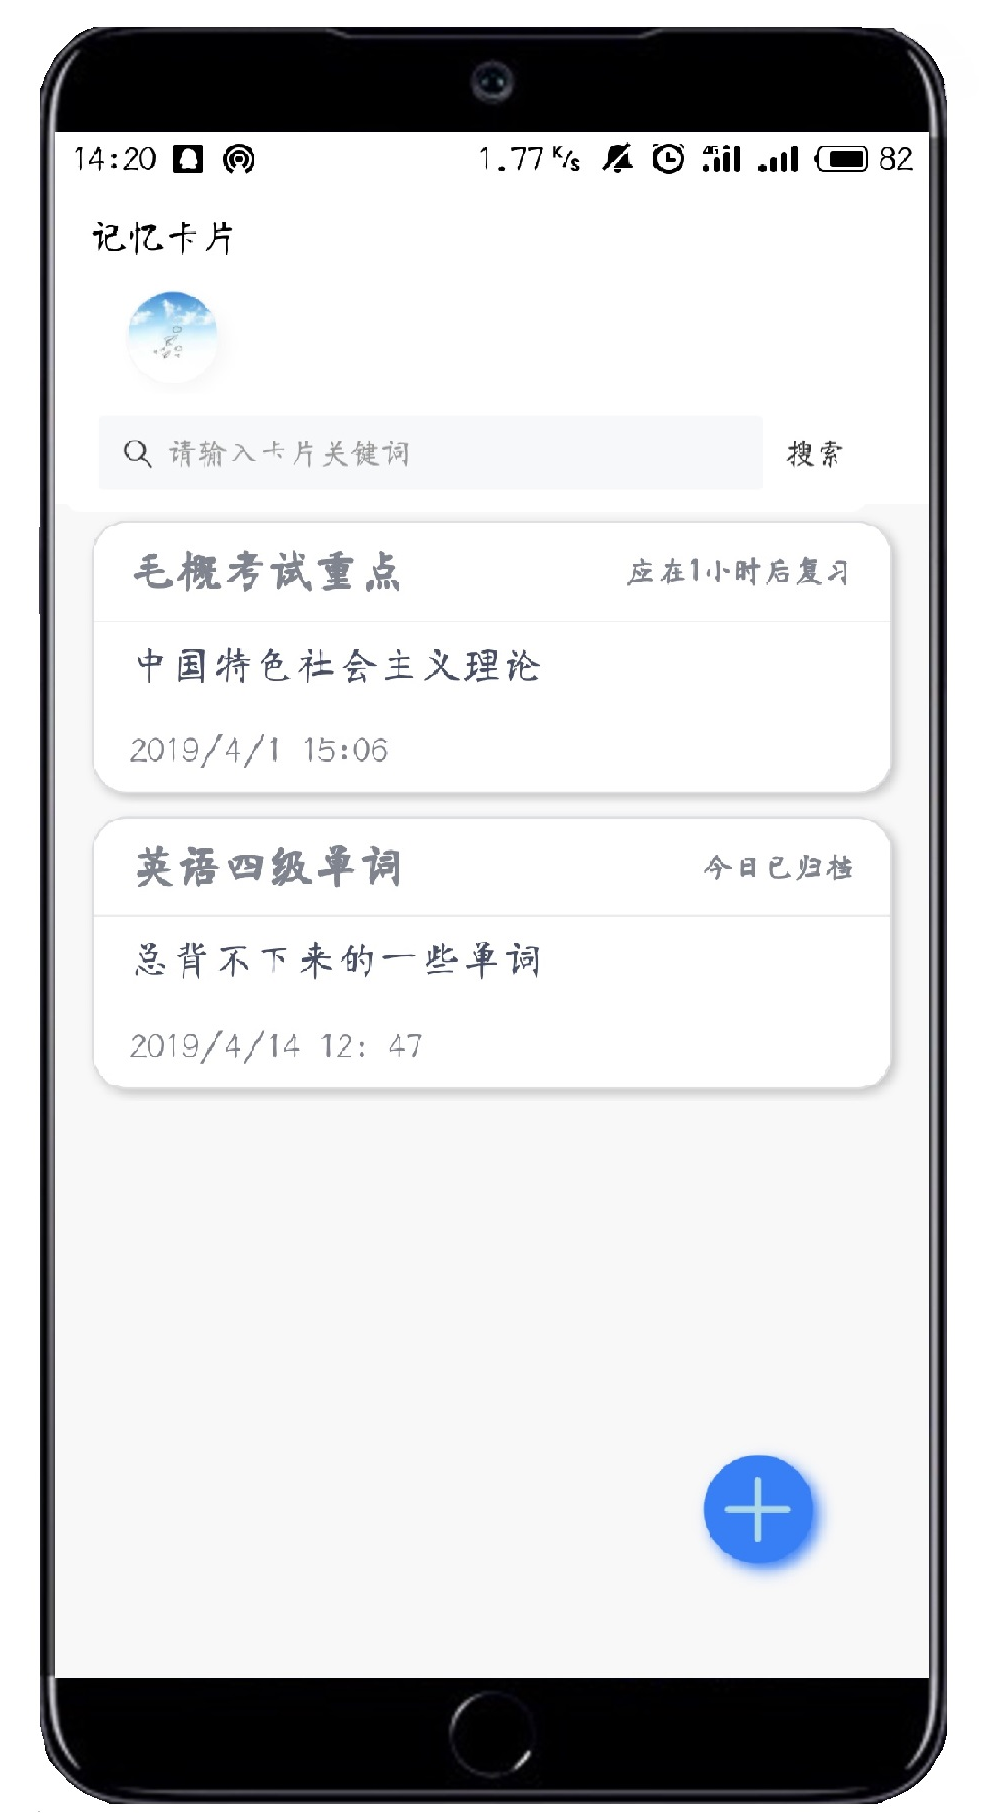 14:20 1.77 K/s 4G 82
记忆卡片
请输入卡片关键词 搜索
毛概考试重点 应在1小时后复习
中国特色社会主义理论
2019/4/1 15:06
英语四级单词 今日已归档
总背不下来的一些单词
2019/4/14 12: 47